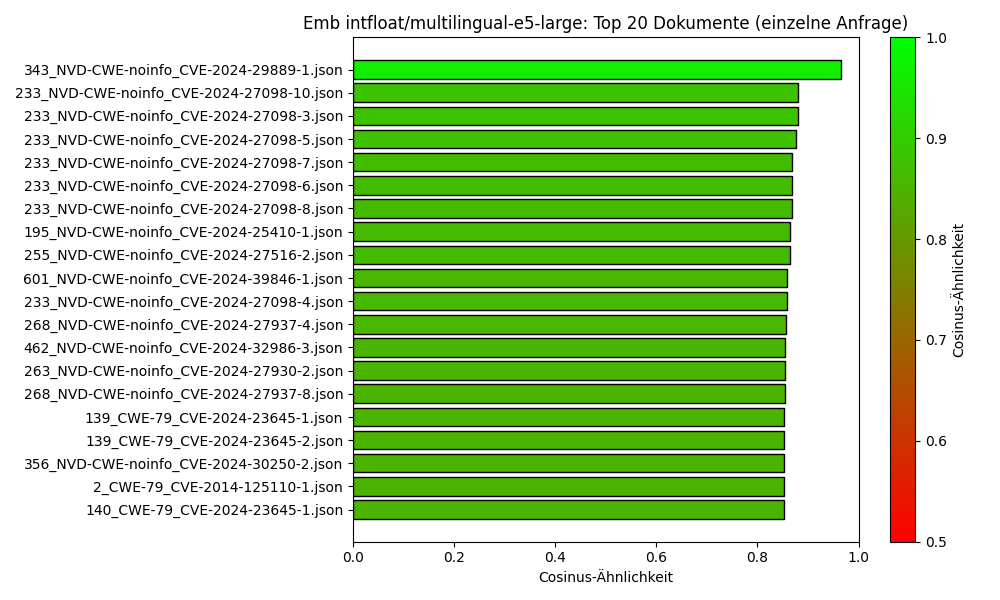 Emb intfloat/multilingual-e5-large: Top 20 Dokumente (einzelne Anfrage)
343_NVD-CWE-noinfo_CVE-2024-29889-1.json
233_NVD-CWE-noinfo_CVE-2024-27098-10.json
233_NVD-CWE-noinfo_CVE-2024-27098-3.json
233_NVD-CWE-noinfo_CVE-2024-27098-5.json
233_NVD-CWE-noinfo_CVE-2024-27098-7.json
233_NVD-CWE-noinfo_CVE-2024-27098-6.json
233_NVD-CWE-noinfo_CVE-2024-27098-8.json
195_NVD-CWE-noinfo_CVE-2024-25410-1.json
255_NVD-CWE-noinfo_CVE-2024-27516-2.json
601_NVD-CWE-noinfo_CVE-2024-39846-1.json
233_NVD-CWE-noinfo_CVE-2024-27098-4.json
268_NVD-CWE-noinfo_CVE-2024-27937-4.json
462_NVD-CWE-noinfo_CVE-2024-32986-3.json
263_NVD-CWE-noinfo_CVE-2024-27930-2.json
268_NVD-CWE-noinfo_CVE-2024-27937-8.json
139_CWE-79_CVE-2024-23645-1.json
139_CWE-79_CVE-2024-23645-2.json
356_NVD-CWE-noinfo_CVE-2024-30250-2.json
2_CWE-79_CVE-2014-125110-1.json
140_CWE-79_CVE-2024-23645-1.json
0.0 0.2 0.4 0.6 0.8 1.0
Cosinus-Ähnlichkeit
1.0
0.9
0.8
0.7
0.6
0.5
Cosinus-Ähnlichkeit